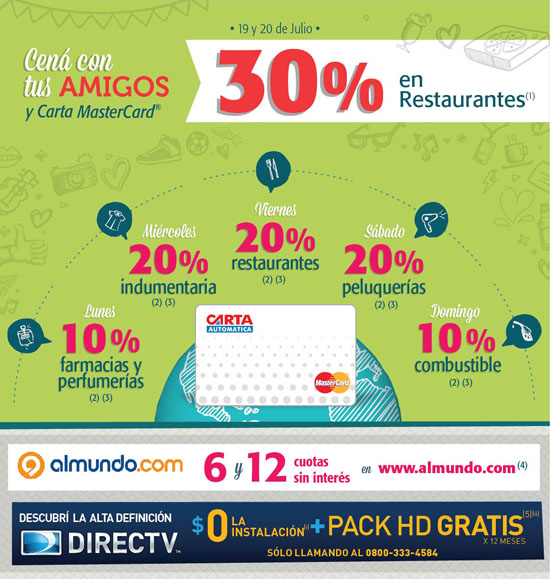 • 19 y 20 de Julio •
Cená con
tus AMIGOS
y Carta MasterCard®
30% en
Restaurantes(1)
Viernes
20%
restaurantes
(2) (3)
Miércoles
20%
indumentaria
(2) (3)
Sábado
20%
peluquerías
(2) (3)
Lunes
10%
farmacias y
perfumerías
(2) (3)
Domingo
10%
combustible
(2) (3)
CARTA
AUTOMATICA
MasterCard
almundo.com
6 y 12 cuotas
sin interés
en www.almundo.com(4)
DESCUBRÍ LA ALTA DEFINICIÓN
DIRECTV™
$0 LA
INSTALACIÓN(i)
+PACK HD GRATIS(5)(iii)
X 12 MESES
SÓLO LLAMANDO AL 0800-333-4584